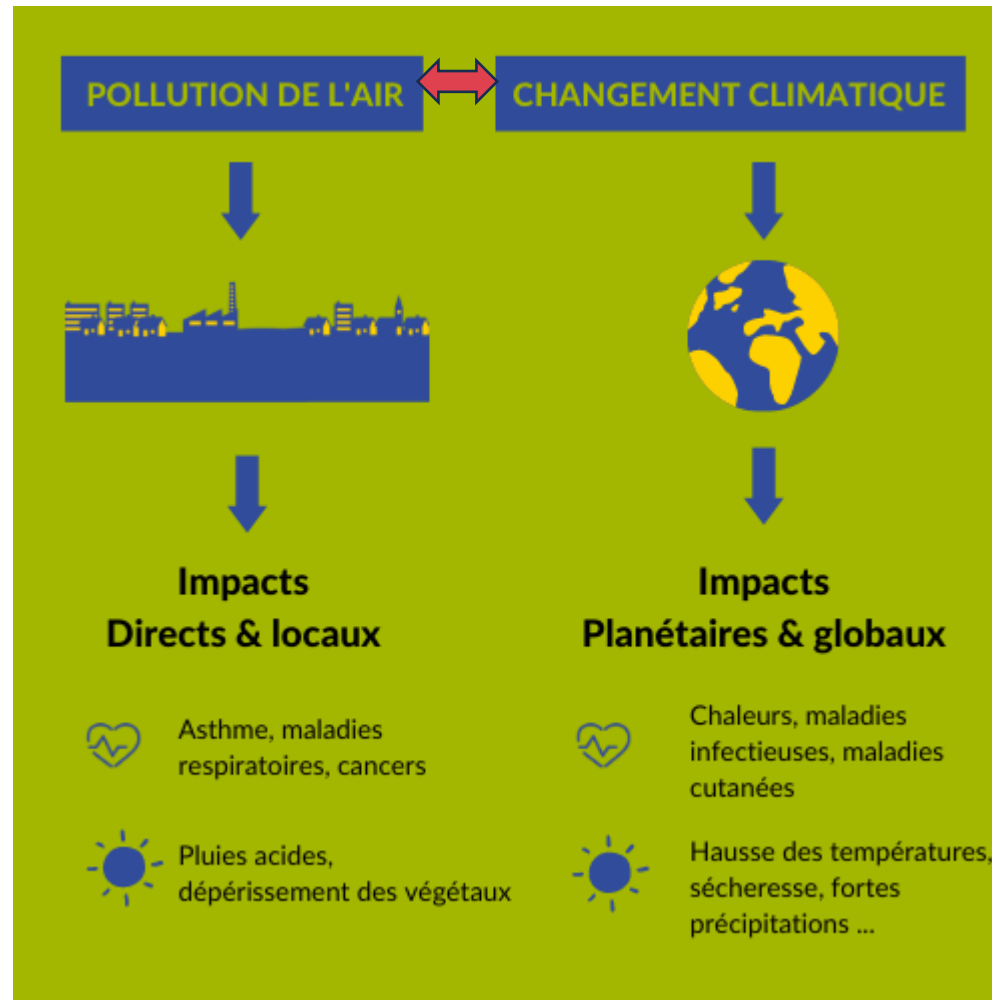 POLLUTION DE L'AIR
CHANGEMENT CLIMATIQUE
Impacts
Directs & locaux
Asthme, maladies
respiratoires, cancers
Pluies acides,
dépérissement des végétaux
Impacts
Planétaires & globaux
Chaleurs, maladies
infectieuses, maladies
cutanées
Hausse des températures,
sécheresse, fortes
précipitations ...